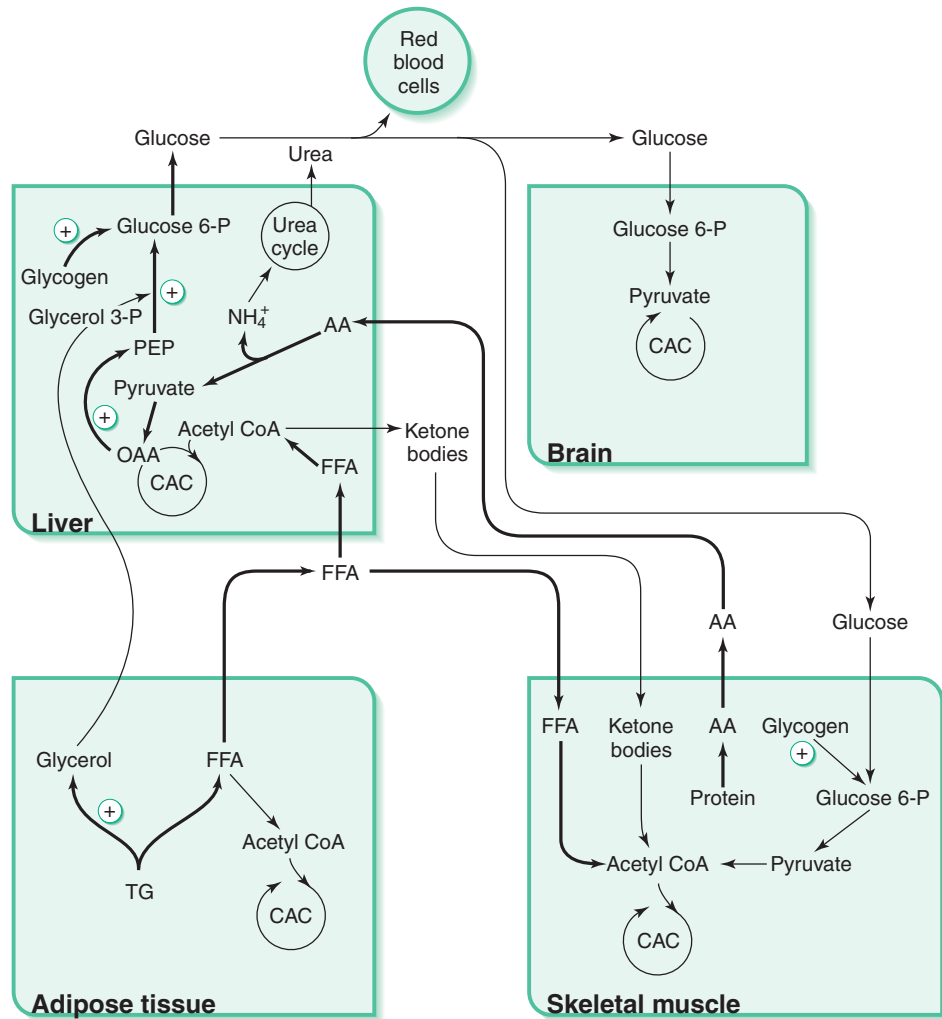 Red
blood
cells
Glucose
Urea
Glucose
+
Glucose 6-P
Urea
cycle
Glycogen
+
Glycerol 3-P
NH4+
AA
PEP
Pyruvate
+
Acetyl CoA
OAA
CAC
FFA
Liver
Ketone
bodies
Glucose 6-P
Pyruvate
CAC
Brain
FFA
AA
Glucose
Glycerol
FFA
+
Acetyl CoA
TG
CAC
Adipose tissue
FFA
Ketone
bodies
AA
Glycogen
+
Protein
Glucose 6-P
Acetyl CoA
Pyruvate
CAC
Skeletal muscle